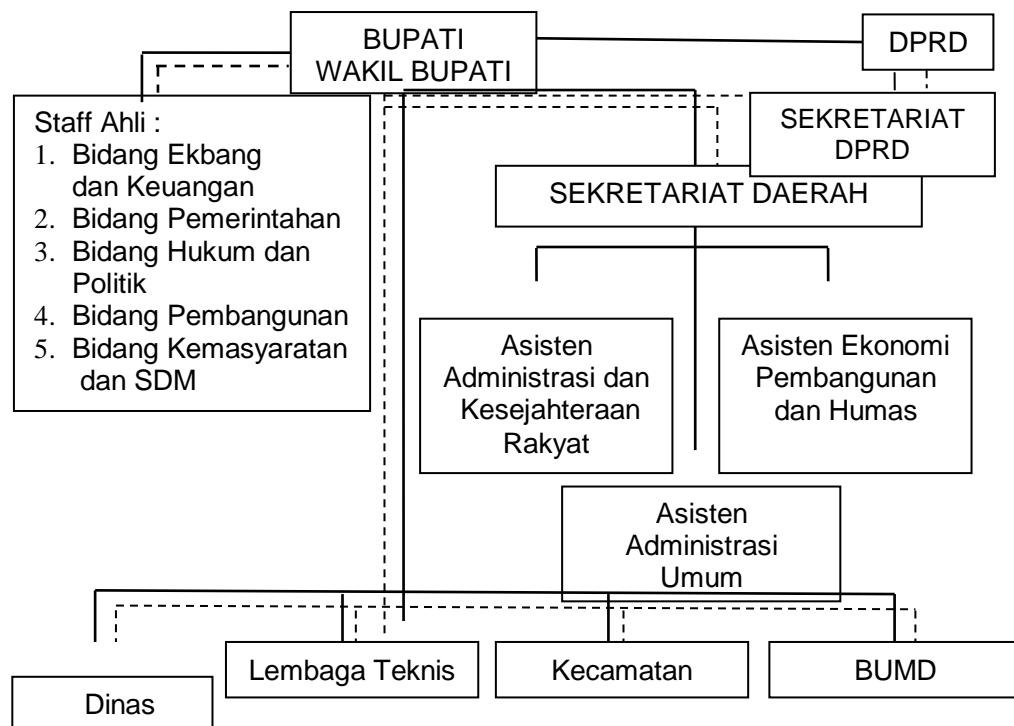 BUPATI
WAKIL BUPATI
DPRD
SEKRETARIAT
DPRD
Staff Ahli :
1. Bidang Ekbang
dan Keuangan
2. Bidang Pemerintahan
3. Bidang Hukum dan
Politik
4. Bidang Pembangunan
5. Bidang Kemasyaratan
dan SDM
SEKRETARIAT DAERAH
Asisten
Administrasi dan
Kesejahteraan
Rakyat
Asisten Ekonomi
Pembangunan
dan Humas
Asisten
Administrasi
Umum
Dinas
Lembaga Teknis
Kecamatan
BUMD